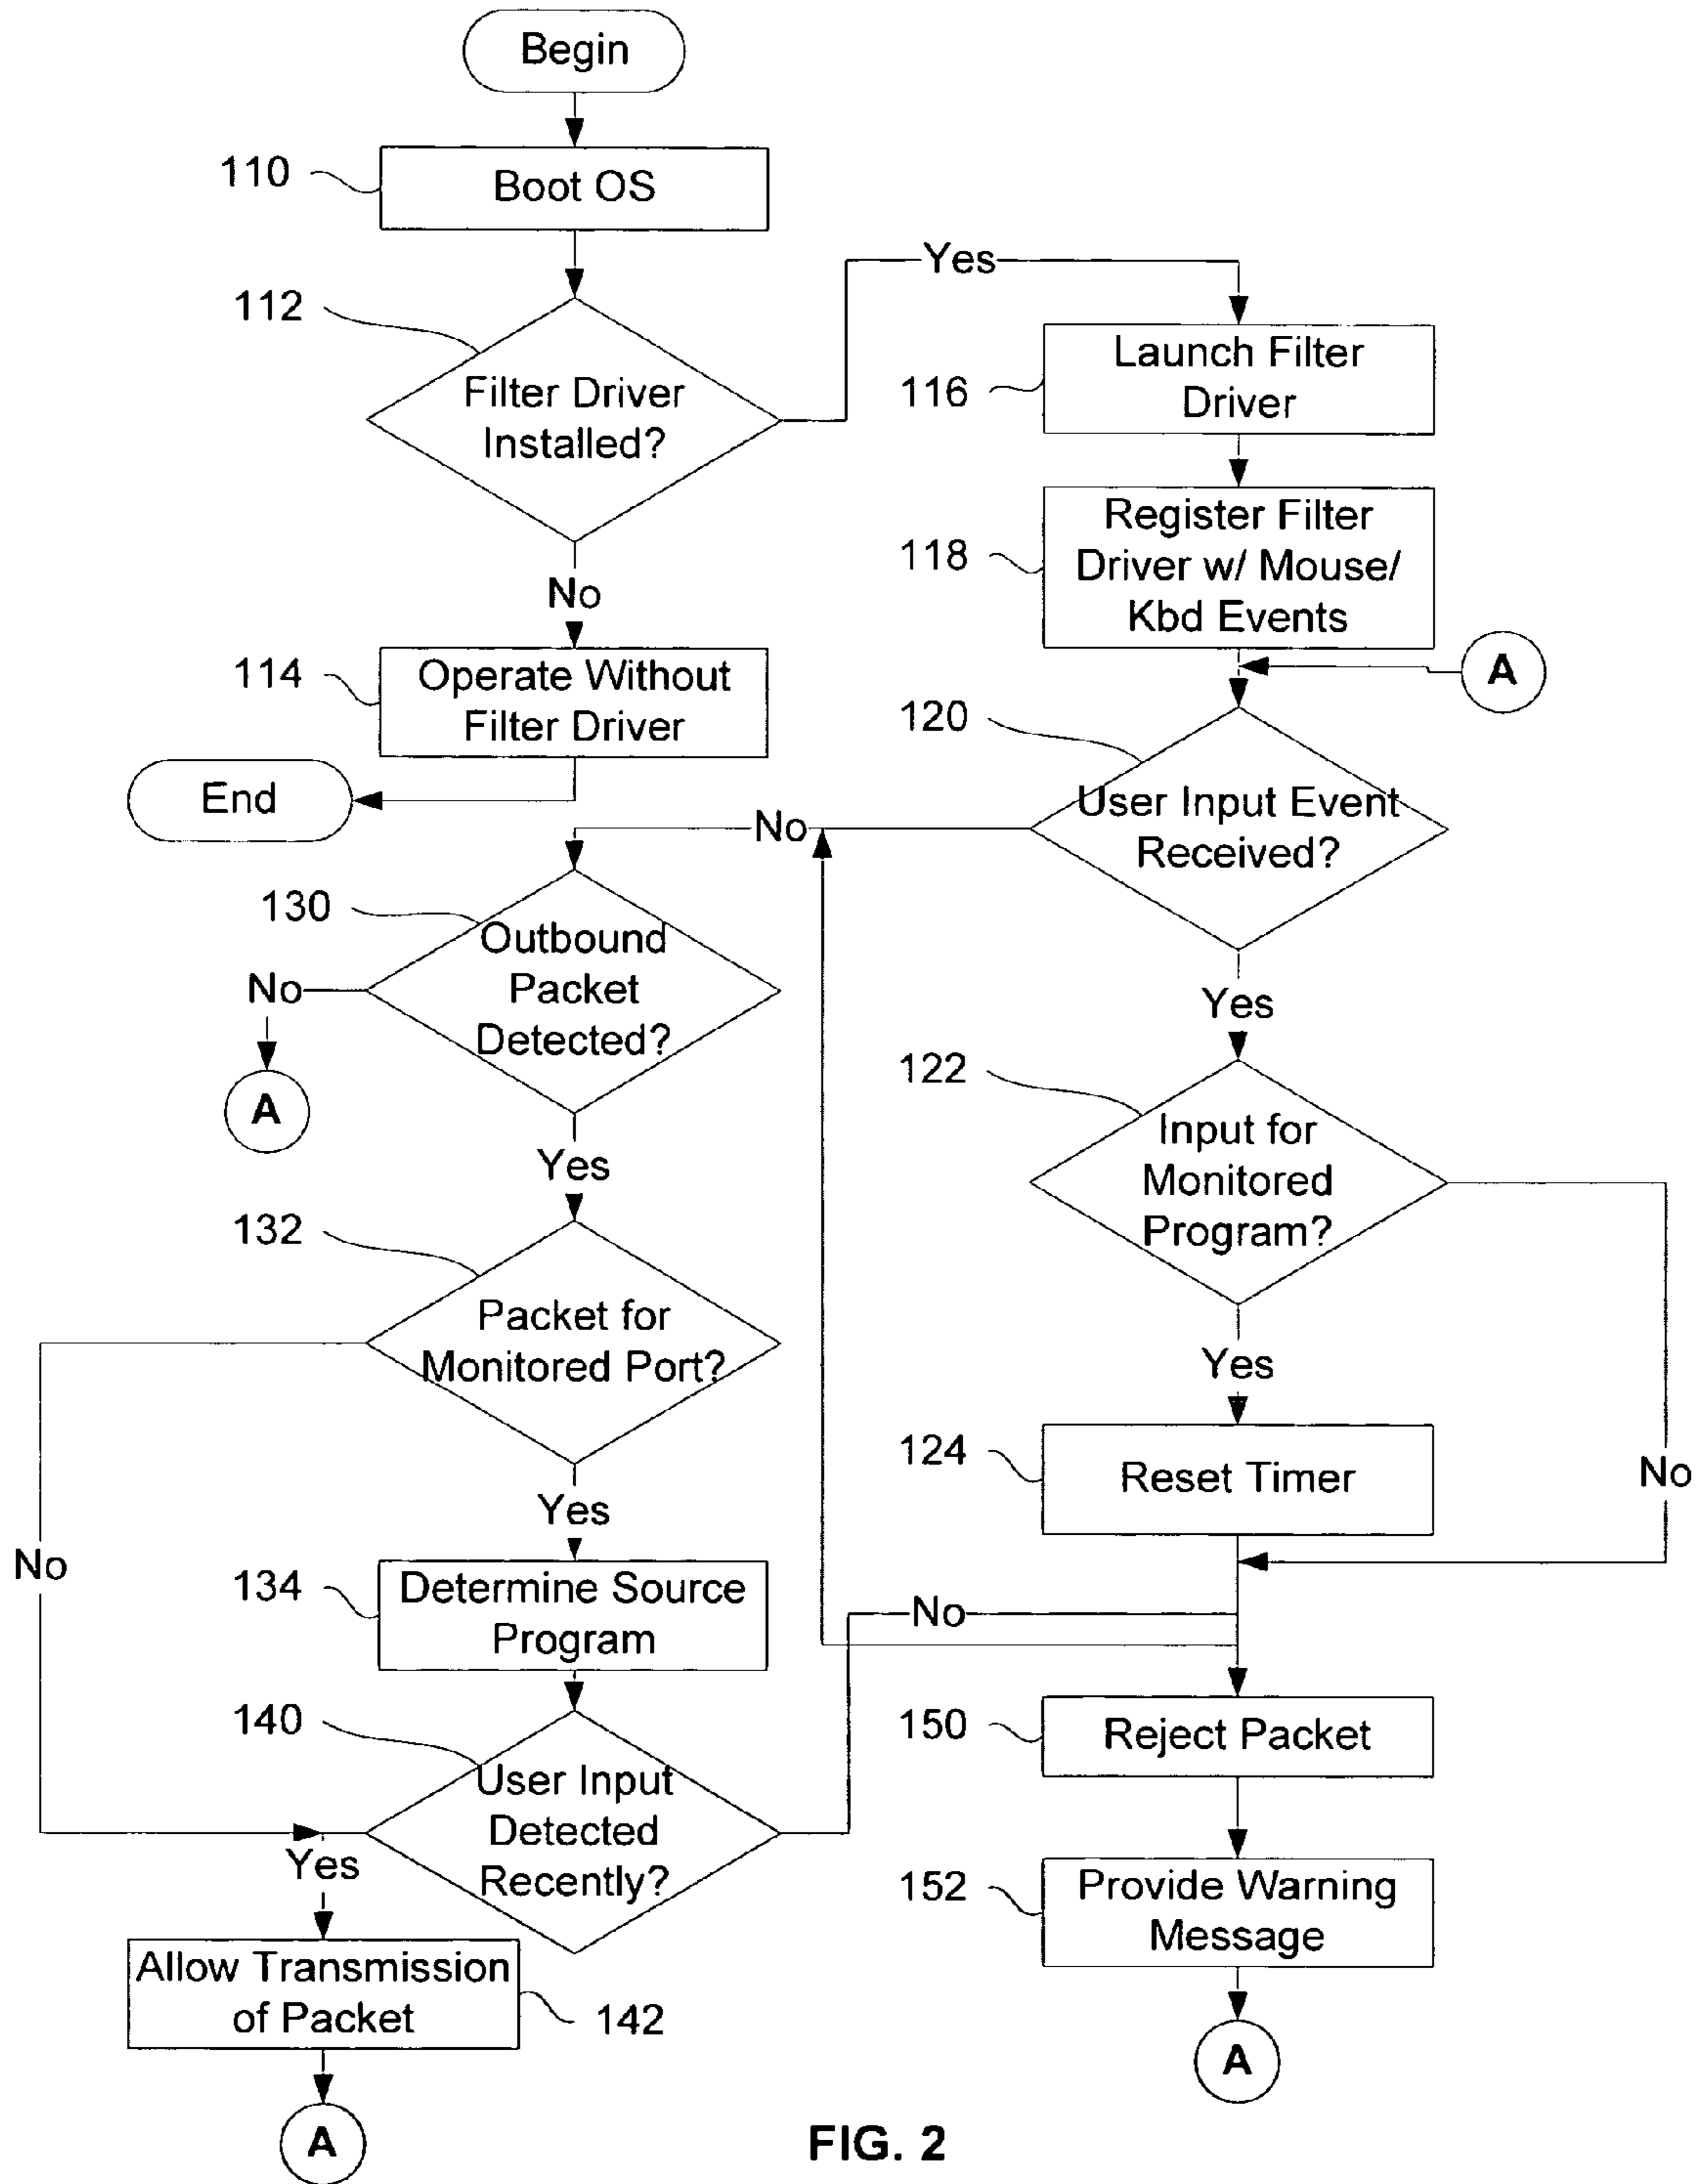 Begin
110
Boot OS
112
Filter Driver
Installed?
Yes
No
114
Operate Without
Filter Driver
End
116
Launch Filter
Driver
118
Register Filter
Driver w/ Mouse/
Kbd Events
A
120
User Input Event
Received?
No
Yes
122
Input for
Monitored
Program?
Yes
No
124
Reset Timer
130
Outbound
Packet
Detected?
No
A
Yes
132
Packet for
Monitored Port?
No
Yes
134
Determine Source
Program
140
User Input
Detected
Recently?
No
Yes
Allow Transmission
of Packet
142
A
150
Reject Packet
152
Provide Warning
Message
A
FIG. 2